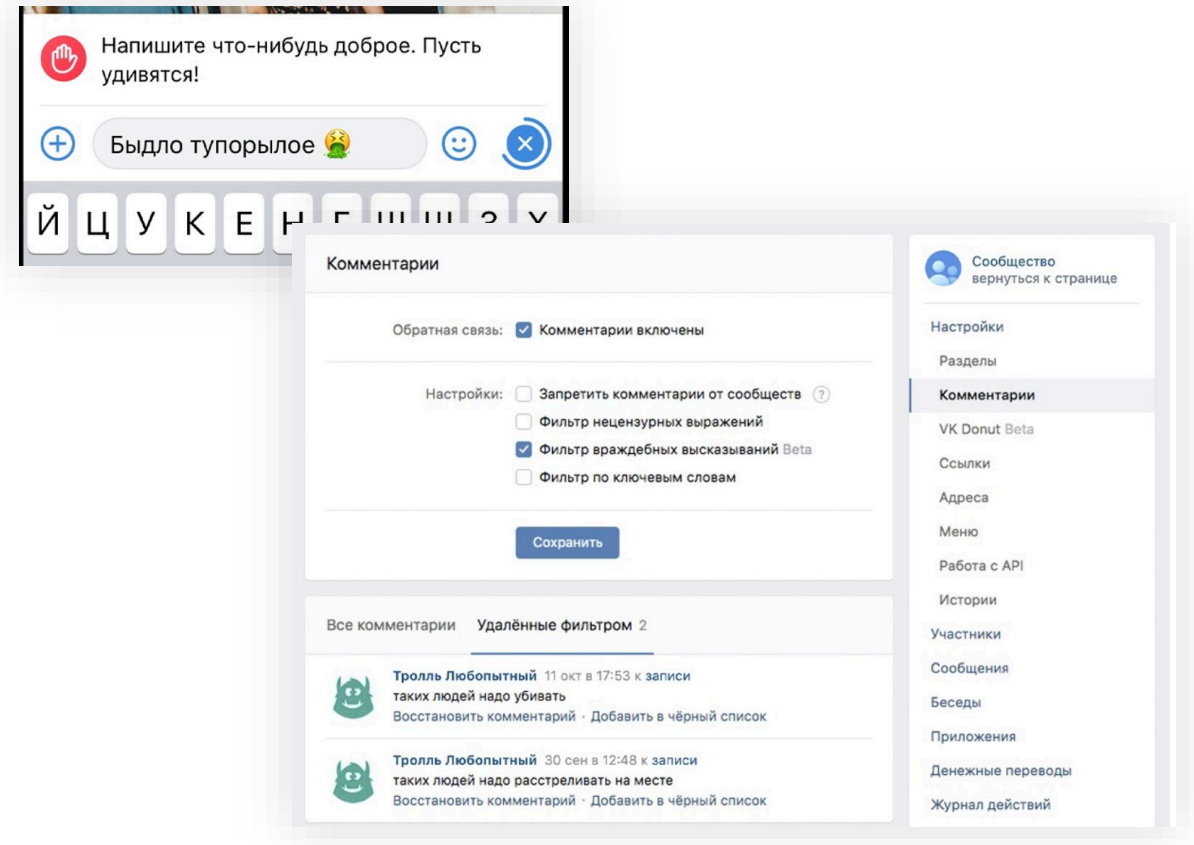 Напишите что-нибудь доброе. Пусть
удивятся!
Быдло тупорылое 🤮
Й Ц У К Е Н Г Ш Щ З Х
Комментарии
Обратная связь: Комментарии включены
Настройки: Запретить комментарии от сообществ ?
Фильтр нецензурных выражений
Фильтр враждебных высказываний Beta
Фильтр по ключевым словам
Сохранить
Все комментарии Удалённые фильтром 2
Тролль Любопытный 11 окт в 17:53 к записи
таких людей надо убивать
Восстановить комментарий · Добавить в чёрный список
Тролль Любопытный 30 сен в 12:48 к записи
таких людей надо расстреливать на месте
Восстановить комментарий · Добавить в чёрный список
Сообщество
вернуться к странице
Настройки
Разделы
Комментарии
VK Donut Beta
Ссылки
Адреса
Меню
Работа с API
Истории
Участники
Сообщения
Беседы
Приложения
Денежные переводы
Журнал действий